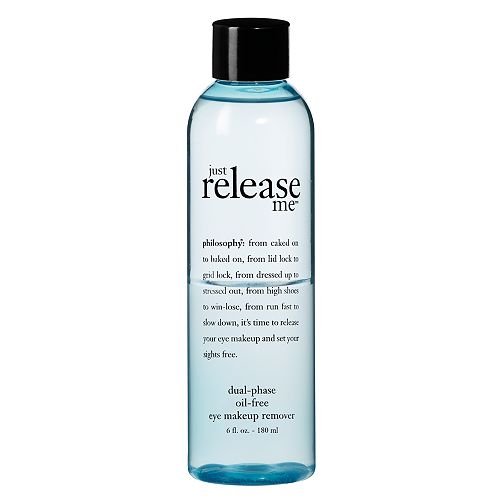 just
release
me™
philosophy®: from caked on
to baked on, from lid lock to
grid lock, from dressed up to
stressed out, from high shoes
to win-lose, from run fast to
slow down, it's time to release
your eye makeup and set your
sights free.
dual-phase
oil-free
eye makeup remover
6 fl. oz. - 180 ml